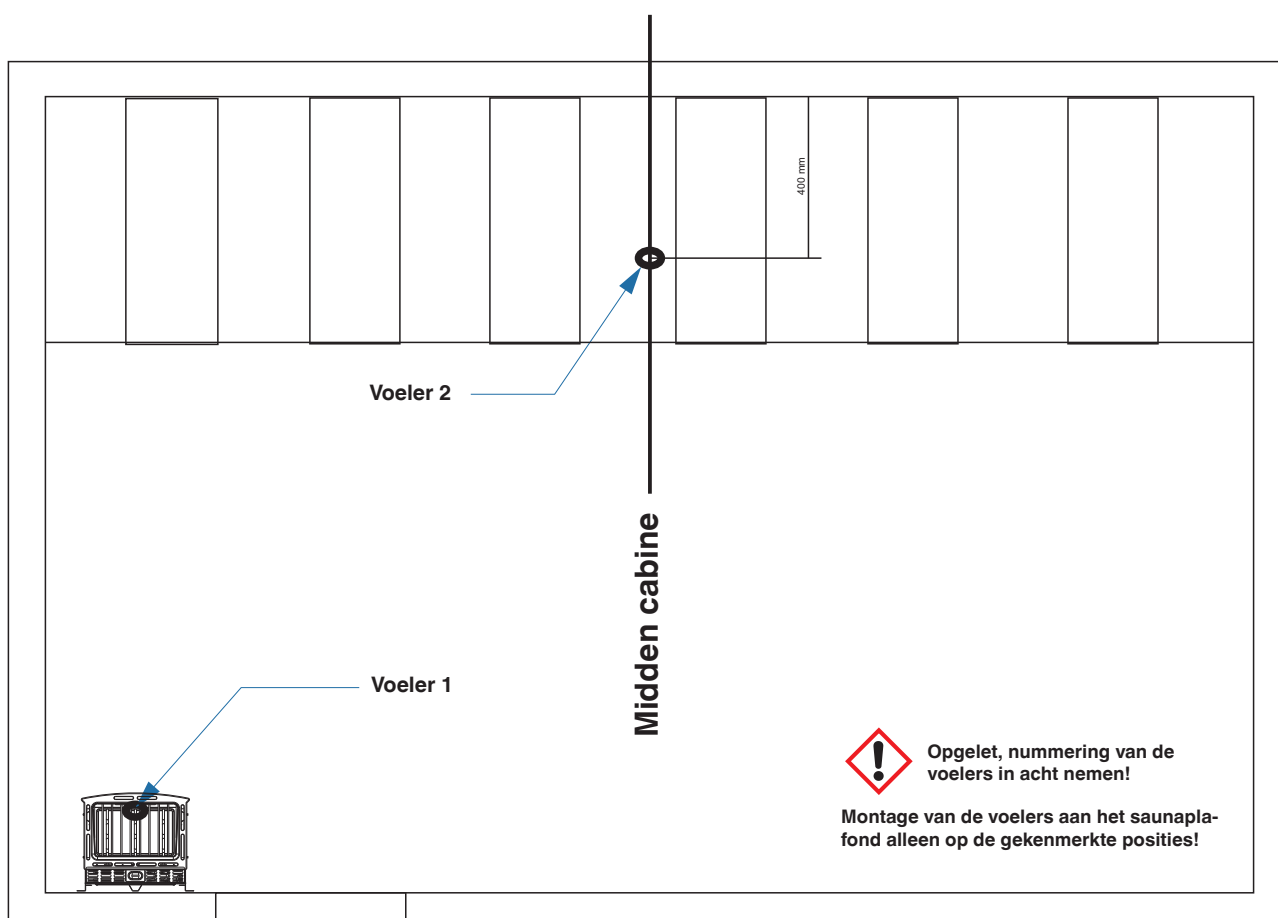 400 mm
Voeler 2
Midden cabine
Voeler 1
Opgelet, nummering van de
voelers in acht nemen!
Montage van de voelers aan het saunapla-
fond alleen op de gekenmerkte posities!